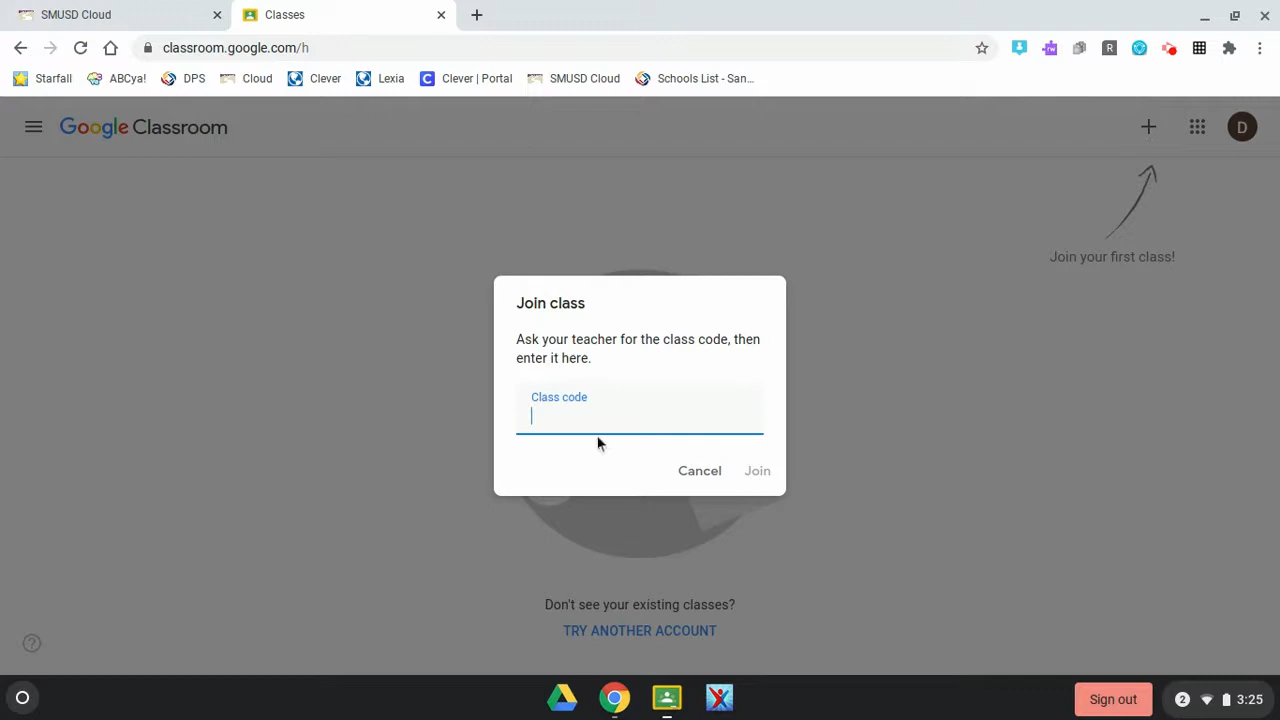 SMUSD Cloud
Classes
classroom.google.com/h
Starfall
ABCya!
DPS
Cloud
Clever
Lexia
Clever | Portal
SMUSD Cloud
Schools List - San...
Google Classroom
D
Join your first class!
Join class
Ask your teacher for the class code, then
enter it here.
Class code
Cancel
Join
Don't see your existing classes?
TRY ANOTHER ACCOUNT
Sign out
2
3:25